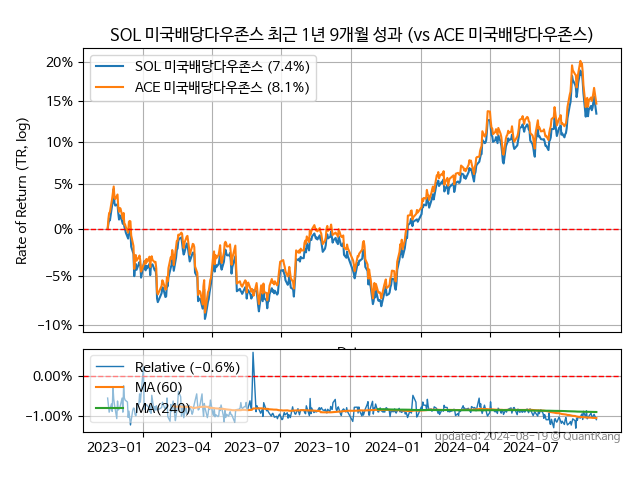 SOL 미국배당다우존스 최근 1년 9개월 성과 (vs ACE 미국배당다우존스)
SOL 미국배당다우존스 (7.4%)
ACE 미국배당다우존스 (8.1%)
Rate of Return (TR, log)
20%
15%
10%
5%
0%
−5%
−10%
Relative (−0.6%)
MA(60)
MA(240)
0.00%
−1.00%
updated: 2024-08-19 © QuantKang
2023-01 2023-04 2023-07 2023-10 2024-01 2024-04 2024-07